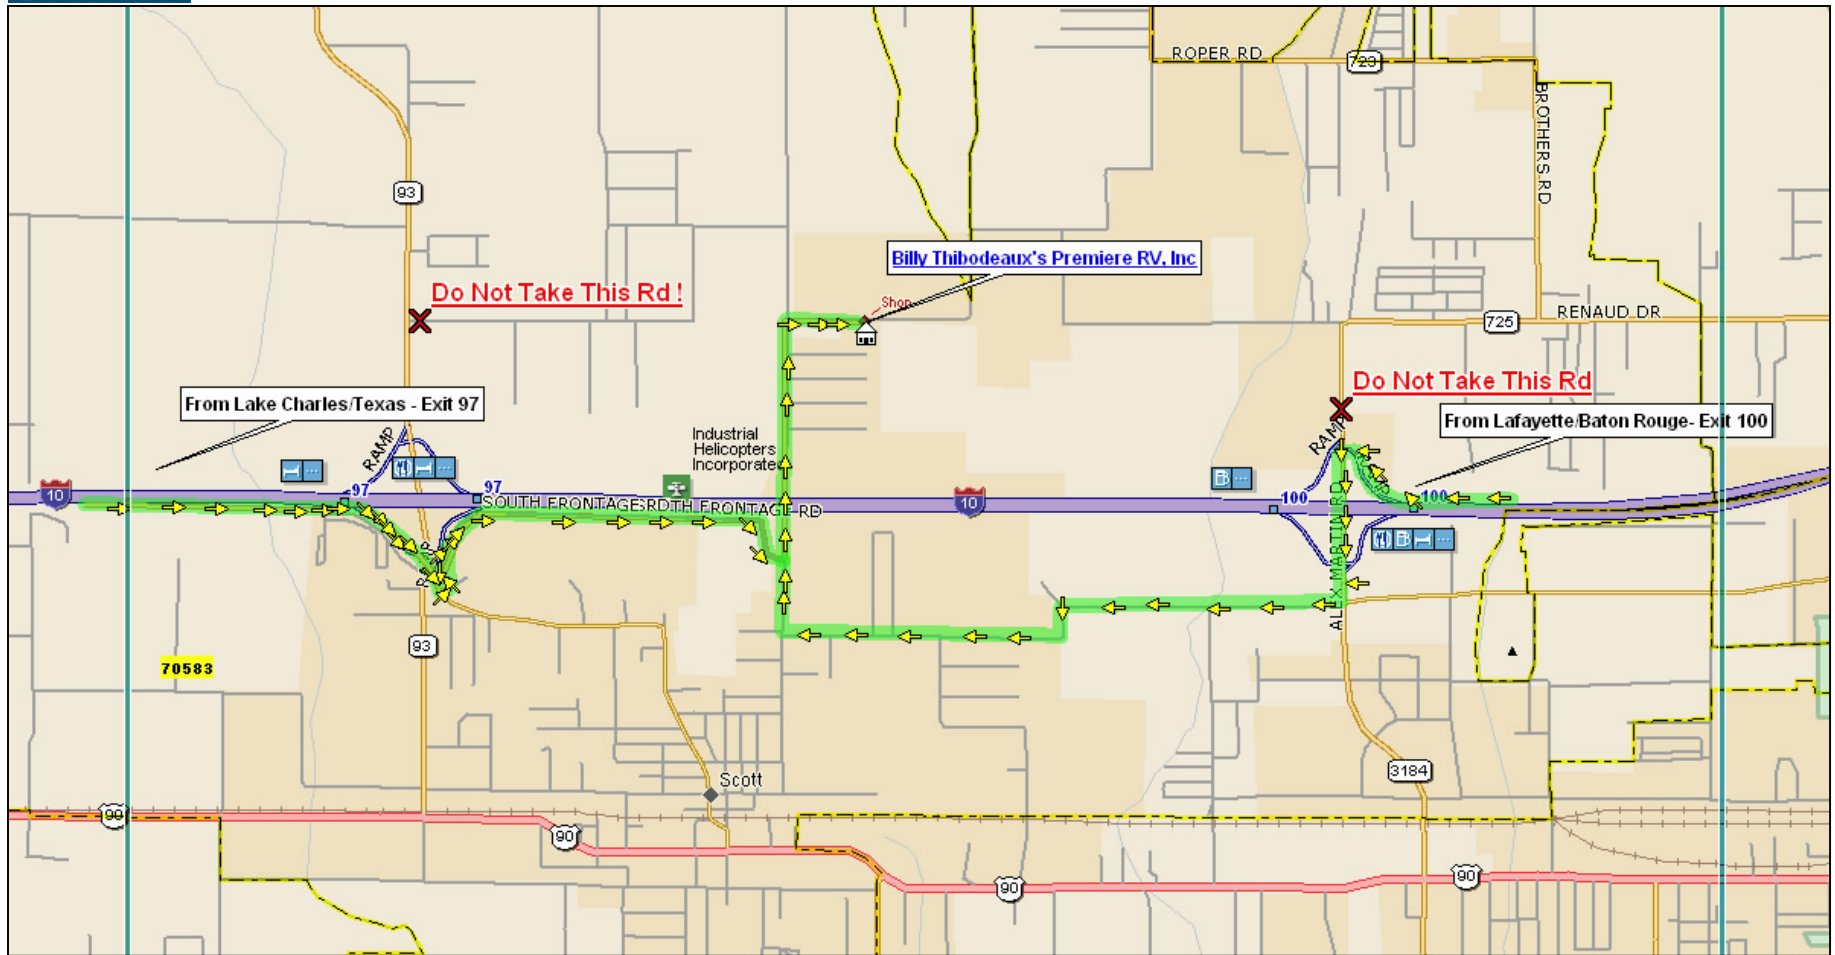 ROPER RD
723
BROTHERS RD
93
Billy Thibodeaux's Premiere RV, Inc
Do Not Take This Rd !
Shop
725
RENAUD DR
Do Not Take This Rd
From Lake Charles/Texas - Exit 97
From Lafayette/Baton Rouge- Exit 100
RAMP
RAMP
Industrial
Helicopters
Incorporated
10
97
97
SOUTH FRONTAGE RD
FRONTAGE RD
10
100
100
ALEX MARTIN RD
93
70583
Scott
3184
90
90
90
90